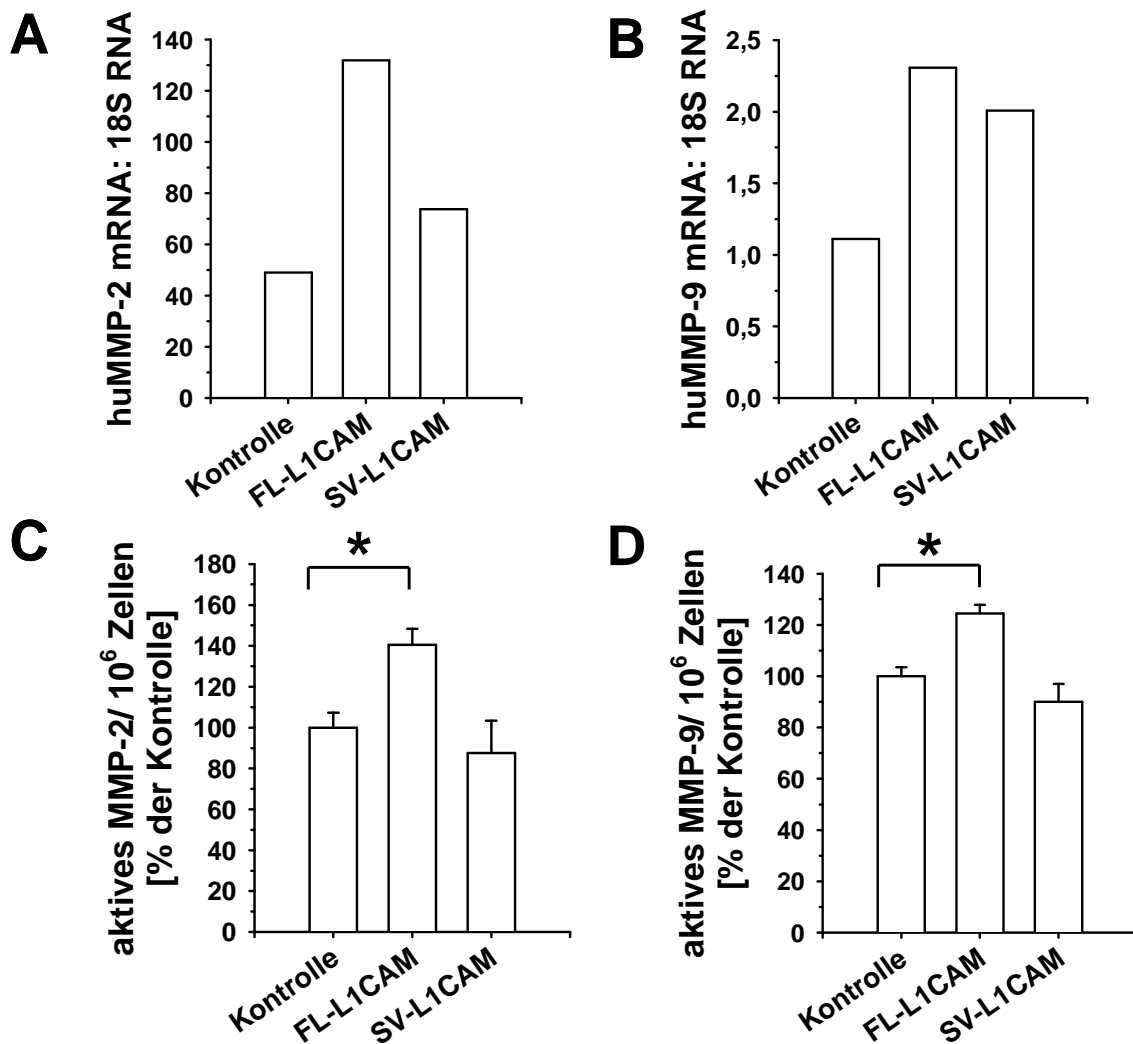 A
huMMP-2 mRNA: 18S RNA
140
120
100
80
60
40
20
0
Kontrolle
FL-L1CAM
SV-L1CAM
B
huMMP-9 mRNA: 18S RNA
2,5
2,0
1,5
1,0
0,5
0,0
Kontrolle
FL-L1CAM
SV-L1CAM
C
aktives MMP-2/ 10⁶ Zellen
[% der Kontrolle]
180
160
140
120
100
80
60
40
20
0
*
Kontrolle
FL-L1CAM
SV-L1CAM
D
aktives MMP-9/ 10⁶ Zellen
[% der Kontrolle]
140
120
100
80
60
40
20
0
*
Kontrolle
FL-L1CAM
SV-L1CAM